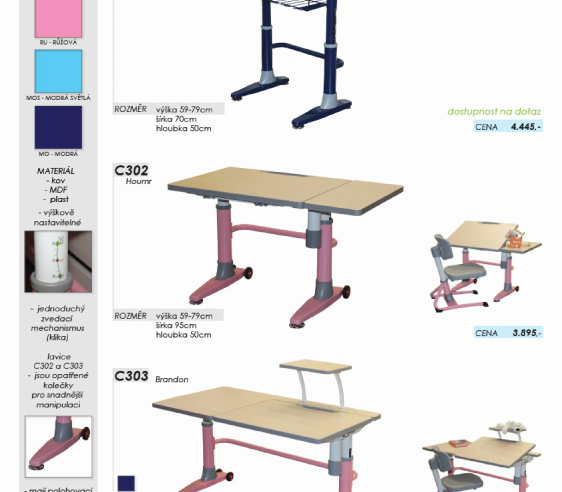 RU - RŮŽOVÁ
MOS - MODRÁ SVĚTLÁ
MO - MODRÁ
MATERIÁL
- kov
- MDF
- plast
- výškově
nastavitelné
- jednoduchý
zvedací
mechanismus
(klika)
lavice
C302 a C303
- jsou opatřené
kolečky
pro snadnější
manipulaci
- mají polohovací
ROZMĚR výška 59-79cm
šírka 70cm
hloubka 50cm
dostupnost na dotaz
CENA 4.445,-
C302
Houmr
ROZMĚR výška 59-79cm
šírka 95cm
hloubka 50cm
CENA 3.895,-
C303 Brandon